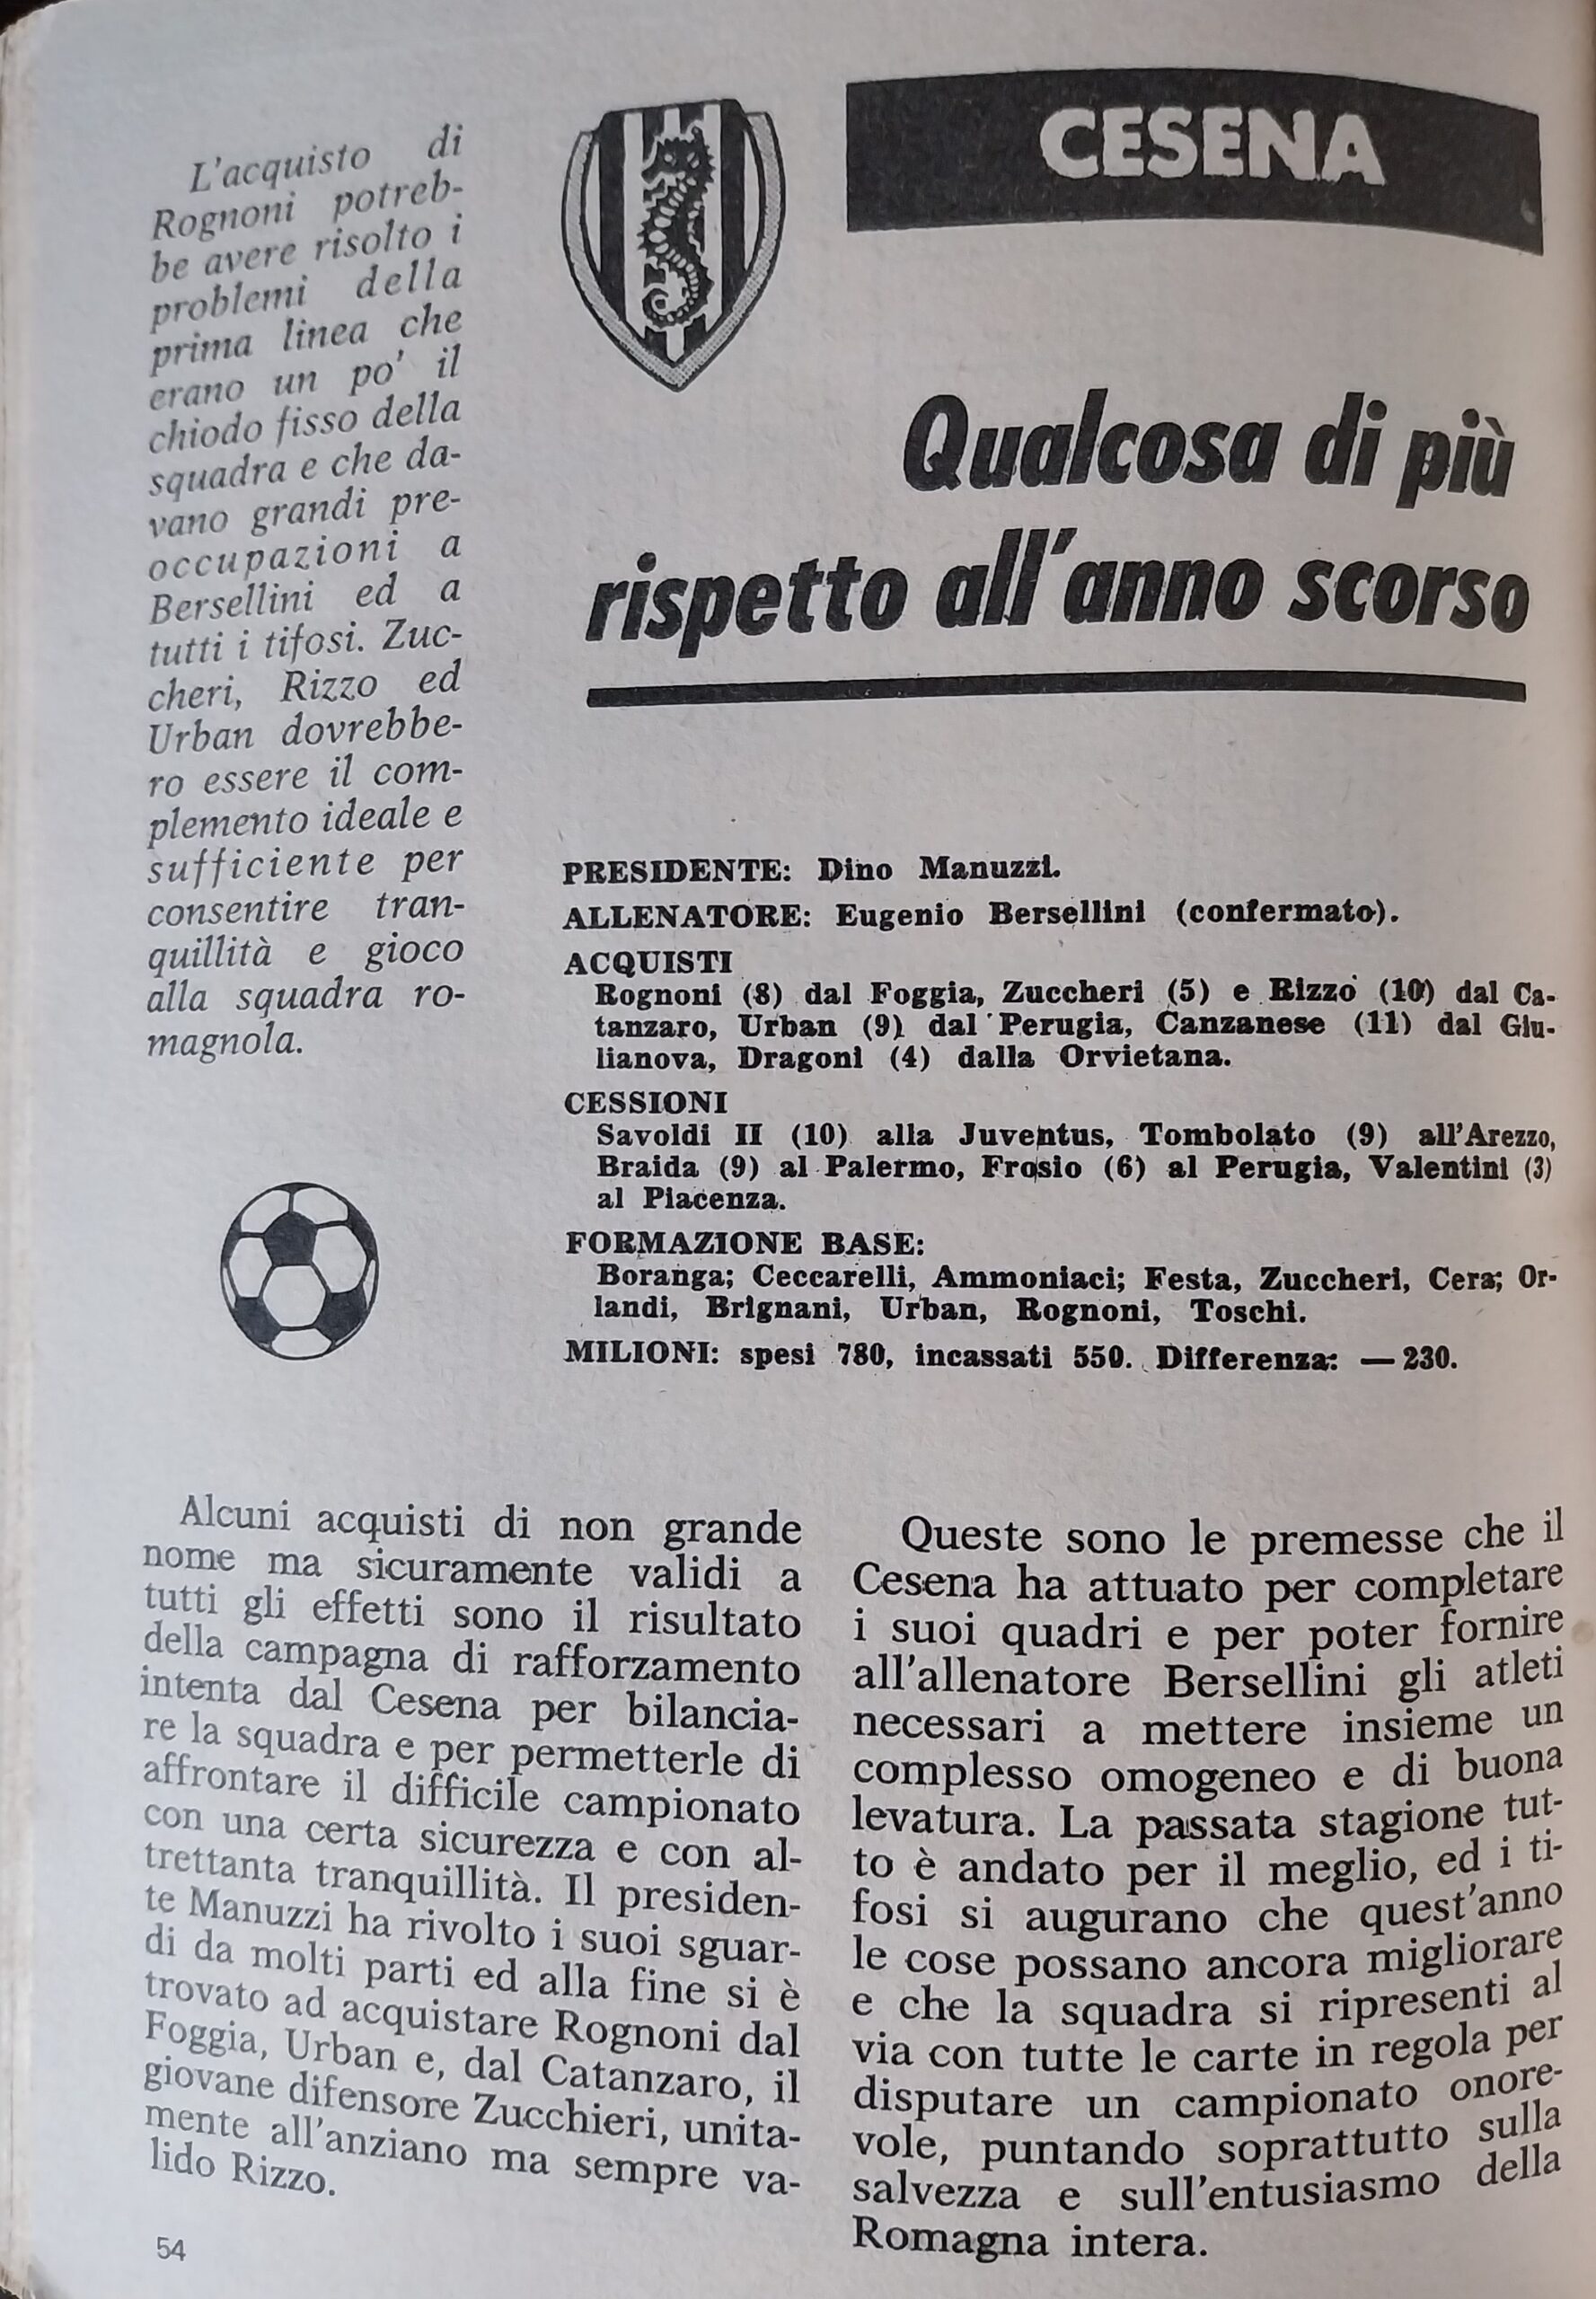 CESENA
Qualcosa di più
rispetto all'anno scorso
L'acquisto di
Rognoni potreb-
be avere risolto i
problemi della
prima linea che
erano un po' il
chiodo fisso della
squadra e che da-
vano grandi pre-
occupazioni a
Bersellini ed a
tutti i tifosi. Zuc-
cheri, Rizzo ed
Urban dovrebbe-
ro essere il com-
plemento ideale e
sufficiente per
consentire tran-
quillità e gioco
alla squadra ro-
magnola.
PRESIDENTE: Dino Manuzzi.
ALLENATORE: Eugenio Bersellini (confermato).
ACQUISTI
Rognoni (8) dal Foggia, Zuccheri (5) e Rizzo (10) dal Ca-
tanzaro, Urban (9) dal Perugia, Canzanese (11) dal Giu-
lianova, Dragoni (4) dalla Orvietana.
CESSIONI
Savoldi II (10) alla Juventus, Tombolato (9) all'Arezzo,
Braida (9) al Palermo, Frosio (6) al Perugia, Valentini (3)
al Piacenza.
FORMAZIONE BASE:
Boranga; Ceccarelli, Ammoniaci; Festa, Zuccheri, Cera; Or-
landi, Brignani, Urban, Rognoni, Toschi.
MILIONI: spesi 780, incassati 550. Differenza: — 230.
Alcuni acquisti di non grande
nome ma sicuramente validi a
tutti gli effetti sono il risultato
della campagna di rafforzamento
intenta dal Cesena per bilancia-
re la squadra e per permetterle di
affrontare il difficile campionato
con una certa sicurezza e con al-
trettanta tranquillità. Il presiden-
te Manuzzi ha rivolto i suoi sguar-
di da molti parti ed alla fine si è
trovato ad acquistare Rognoni dal
Foggia, Urban e, dal Catanzaro, il
giovane difensore Zucchieri, unita-
mente all'anziano ma sempre va-
lido Rizzo.
Queste sono le premesse che il
Cesena ha attuato per completare
i suoi quadri e per poter fornire
all'allenatore Bersellini gli atleti
necessari a mettere insieme un
complesso omogeneo e di buona
levatura. La passata stagione tut-
to è andato per il meglio, ed i ti-
fosi si augurano che quest'anno
le cose possano ancora migliorare
e che la squadra si ripresenti al
via con tutte le carte in regola per
disputare un campionato onore-
vole, puntando soprattutto sulla
salvezza e sull'entusiasmo della
Romagna intera.
54